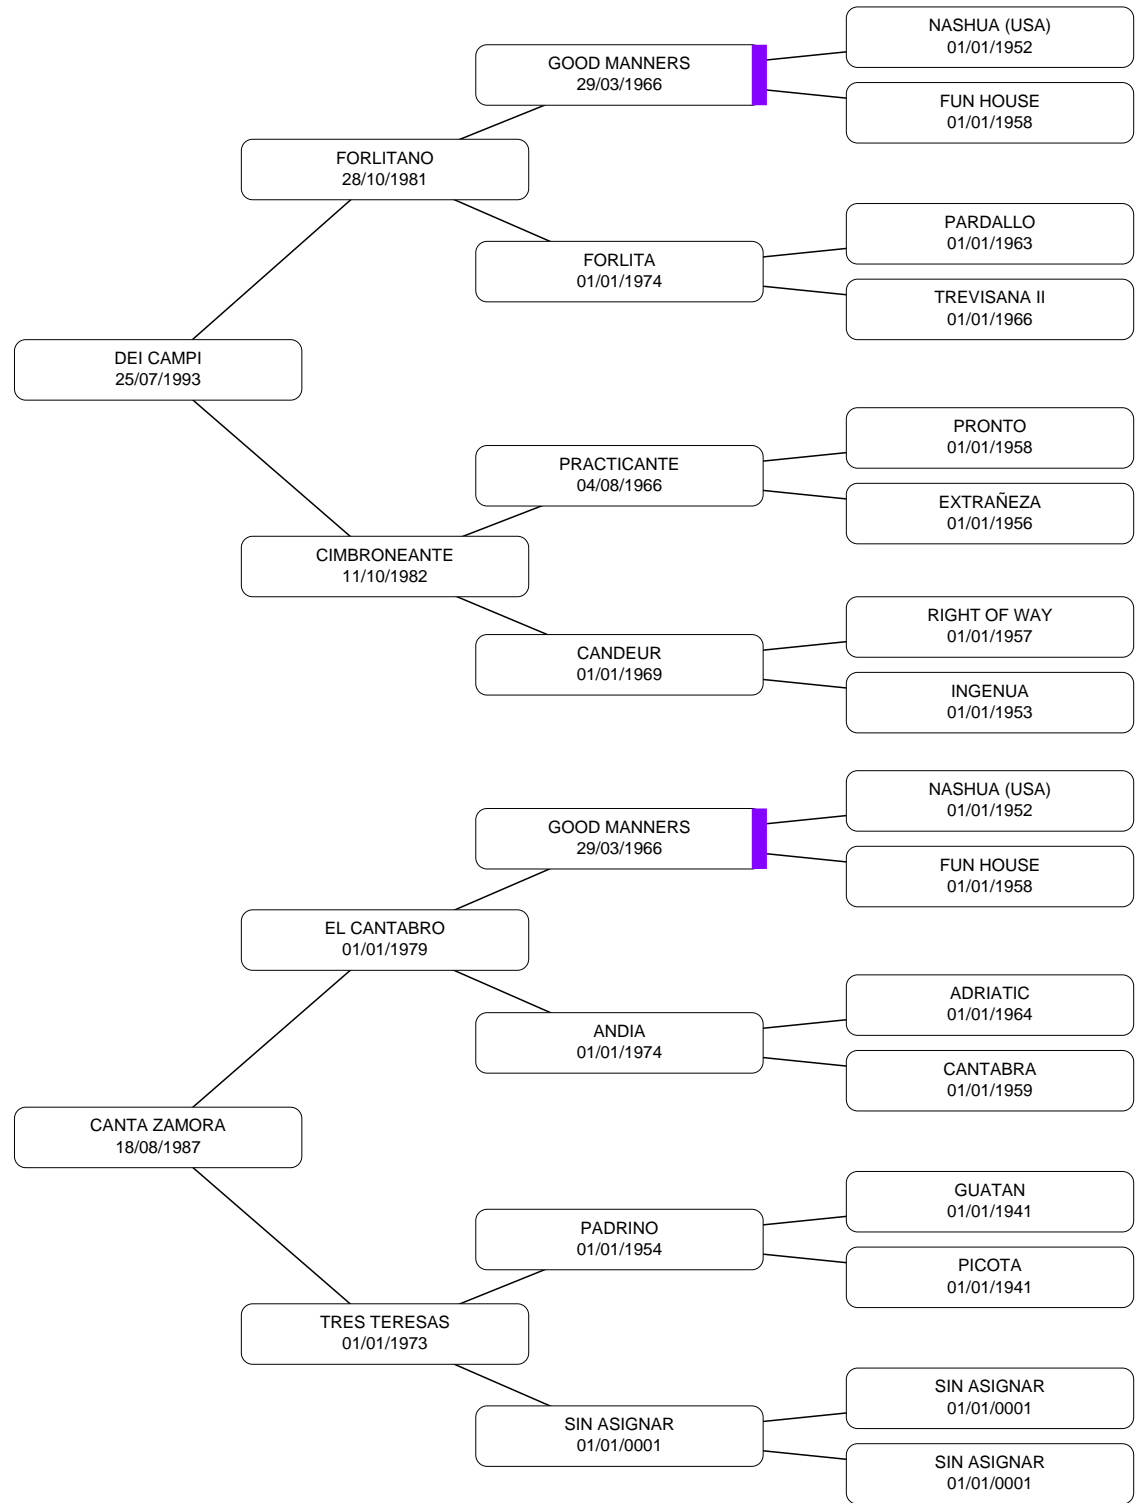 NASHUA (USA)
01/01/1952
GOOD MANNERS
29/03/1966
FUN HOUSE
01/01/1958
FORLITANO
28/10/1981
PARDALLO
01/01/1963
FORLITA
01/01/1974
TREVISANA II
01/01/1966
DEI CAMPI
25/07/1993
PRONTO
01/01/1958
PRACTICANTE
04/08/1966
EXTRAÑEZA
01/01/1956
CIMBRONEANTE
11/10/1982
RIGHT OF WAY
01/01/1957
CANDEUR
01/01/1969
INGENUA
01/01/1953
NASHUA (USA)
01/01/1952
GOOD MANNERS
29/03/1966
FUN HOUSE
01/01/1958
EL CANTABRO
01/01/1979
ADRIATIC
01/01/1964
ANDIA
01/01/1974
CANTABRA
01/01/1959
CANTA ZAMORA
18/08/1987
GUATAN
01/01/1941
PADRINO
01/01/1954
PICOTA
01/01/1941
TRES TERESAS
01/01/1973
SIN ASIGNAR
01/01/0001
SIN ASIGNAR
01/01/0001
SIN ASIGNAR
01/01/0001